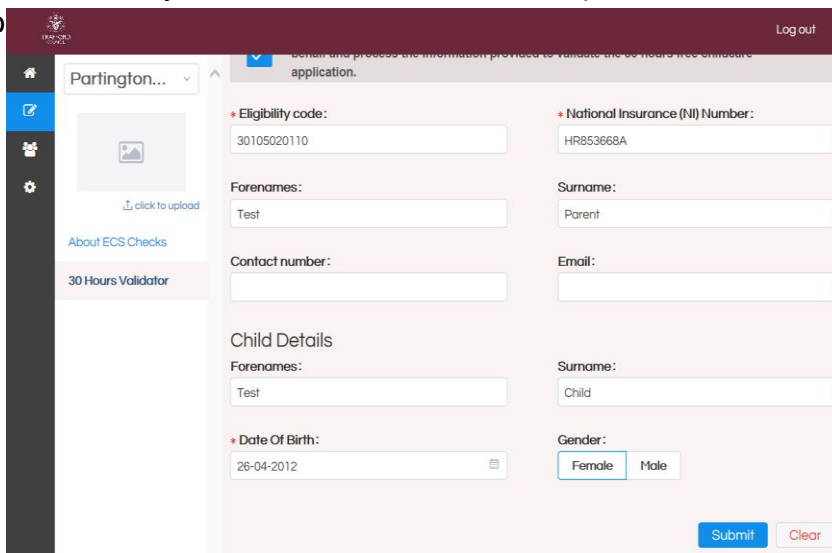 TRAFFORD
COUNCIL
Log out
Partington...
application.
* Eligibility code:
* National Insurance (NI) Number:
30105020110
HR853668A
click to upload
Forenames:
Surname:
Test
Parent
About ECS Checks
30 Hours Validator
Contact number:
Email:
Child Details
Forenames:
Surname:
Test
Child
* Date Of Birth:
Gender:
26-04-2012
Female
Male
Submit
Clear